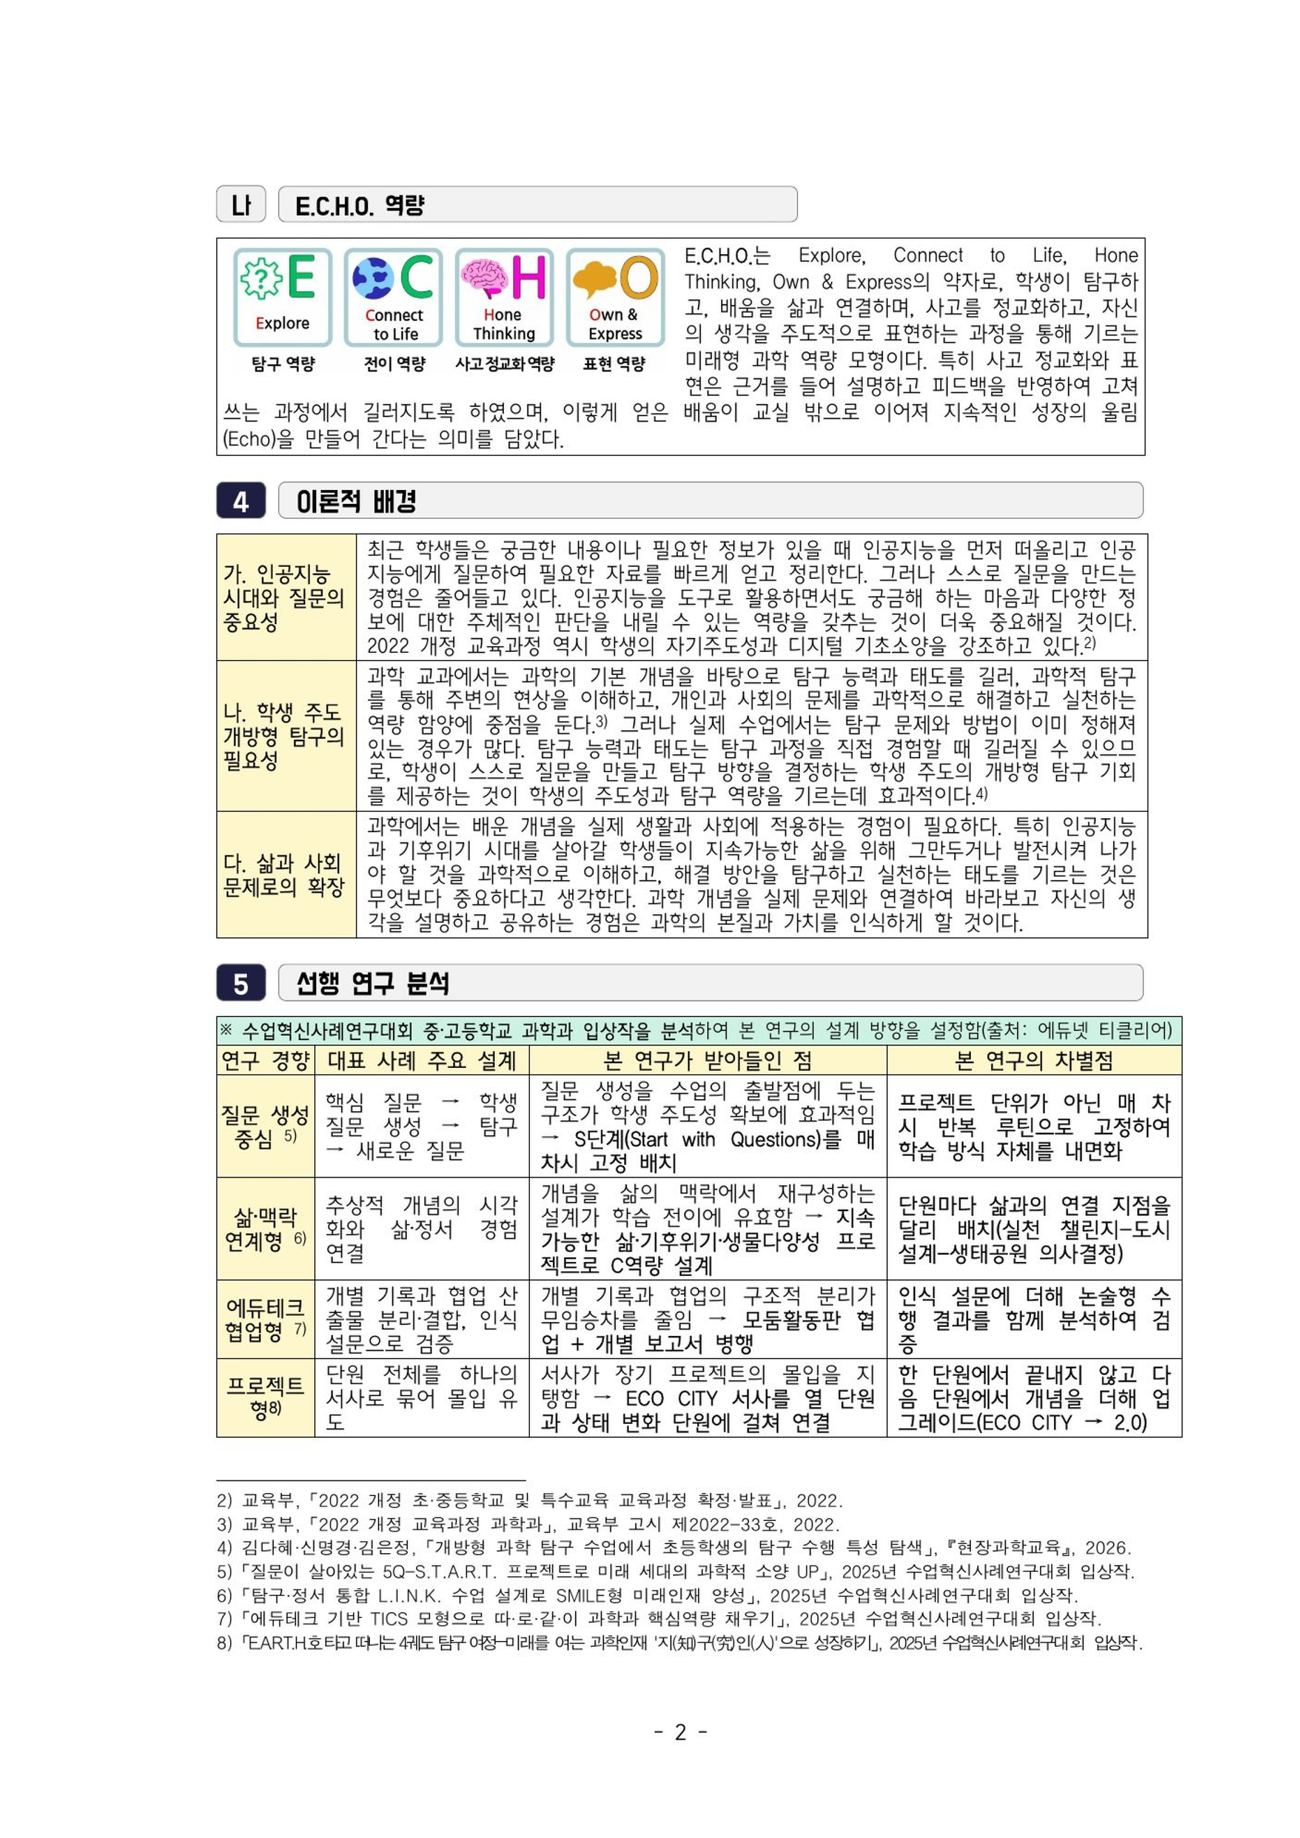 나 E.C.H.O. 역량
E Explore
C Connect to Life
H Hone Thinking
O Own & Express
탐구 역량 전이 역량 사고 정교화 역량 표현 역량
E.C.H.O.는 Explore, Connect to Life, Hone
Thinking, Own & Express의 약자로, 학생이 탐구하
고, 배움을 삶과 연결하며, 사고를 정교화하고, 자신
의 생각을 주도적으로 표현하는 과정을 통해 기르는
미래형 과학 역량 모형이다. 특히 사고 정교화와 표
현은 근거를 들어 설명하고 피드백을 반영하여 고쳐
쓰는 과정에서 길러지도록 하였으며, 이렇게 얻은 배움이 교실 밖으로 이어져 지속적인 성장의 울림
(Echo)을 만들어 간다는 의미를 담았다.
4 이론적 배경
가. 인공지능
시대와 질문의
중요성
최근 학생들은 궁금한 내용이나 필요한 정보가 있을 때 인공지능을 먼저 떠올리고 인공
지능에게 질문하여 필요한 자료를 빠르게 얻고 정리한다. 그러나 스스로 질문을 만드는
경험은 줄어들고 있다. 인공지능을 도구로 활용하면서도 궁금해 하는 마음과 다양한 정
보에 대한 주체적인 판단을 내릴 수 있는 역량을 갖추는 것이 더욱 중요해질 것이다.
2022 개정 교육과정 역시 학생의 자기주도성과 디지털 기초소양을 강조하고 있다.2)
나. 학생 주도
개방형 탐구의
필요성
과학 교과에서는 과학의 기본 개념을 바탕으로 탐구 능력과 태도를 길러, 과학적 탐구
를 통해 주변의 현상을 이해하고, 개인과 사회의 문제를 과학적으로 해결하고 실천하는
역량 함양에 중점을 둔다.3) 그러나 실제 수업에서는 탐구 문제와 방법이 이미 정해져
있는 경우가 많다. 탐구 능력과 태도는 탐구 과정을 직접 경험할 때 길러질 수 있으므
로, 학생이 스스로 질문을 만들고 탐구 방향을 결정하는 학생 주도의 개방형 탐구 기회
를 제공하는 것이 학생의 주도성과 탐구 역량을 기르는데 효과적이다.4)
다. 삶과 사회
문제로의 확장
과학에서는 배운 개념을 실제 생활과 사회에 적용하는 경험이 필요하다. 특히 인공지능
과 기후위기 시대를 살아갈 학생들이 지속가능한 삶을 위해 그만두거나 발전시켜 나가
야 할 것을 과학적으로 이해하고, 해결 방안을 탐구하고 실천하는 태도를 기르는 것은
무엇보다 중요하다고 생각한다. 과학 개념을 실제 문제와 연결하여 바라보고 자신의 생
각을 설명하고 공유하는 경험은 과학의 본질과 가치를 인식하게 할 것이다.
5 선행 연구 분석
※ 수업혁신사례연구대회 중·고등학교 과학과 입상작을 분석하여 본 연구의 설계 방향을 설정함(출처: 에듀넷 티클리어)
연구 경향 대표 사례 주요 설계 본 연구가 받아들인 점 본 연구의 차별점
질문 생성
중심 5)
핵심 질문 → 학생
질문 생성 → 탐구
→ 새로운 질문
질문 생성을 수업의 출발점에 두는
구조가 학생 주도성 확보에 효과적임
→ S단계(Start with Questions)를 매
차시 고정 배치
프로젝트 단위가 아닌 매 차
시 반복 루틴으로 고정하여
학습 방식 자체를 내면화
삶·맥락
연계형 6)
추상적 개념의 시각
화와 삶·정서 경험
연결
개념을 삶의 맥락에서 재구성하는
설계가 학습 전이에 유효함 → 지속
가능한 삶·기후위기·생물다양성 프로
젝트로 C역량 설계
단원마다 삶과의 연결 지점을
달리 배치(실천 챌린지-도시
설계-생태공원 의사결정)
에듀테크
협업형 7)
개별 기록과 협업 산
출물 분리·결합, 인식
설문으로 검증
개별 기록과 협업의 구조적 분리가
무임승차를 줄임 → 모둠활동판 협
업 + 개별 보고서 병행
인식 설문에 더해 논술형 수
행 결과를 함께 분석하여 검
증
프로젝트
형8)
단원 전체를 하나의
서사로 묶어 몰입 유
도
서사가 장기 프로젝트의 몰입을 지
탱함 → ECO CITY 서사를 열 단원
과 상태 변화 단원에 걸쳐 연결
한 단원에서 끝내지 않고 다
음 단원에서 개념을 더해 업
그레이드(ECO CITY → 2.0)
2) 교육부, 「2022 개정 초·중등학교 및 특수교육 교육과정 확정·발표」, 2022.
3) 교육부, 「2022 개정 교육과정 과학과」, 교육부 고시 제2022-33호, 2022.
4) 김다혜·신명경·김은정, 「개방형 과학 탐구 수업에서 초등학생의 탐구 수행 특성 탐색」, 『현장과학교육』, 2026.
5) 「질문이 살아있는 5Q-S.T.A.R.T. 프로젝트로 미래 세대의 과학적 소양 UP」, 2025년 수업혁신사례연구대회 입상작.
6) 「탐구·정서 통합 L.I.N.K. 수업 설계로 SMILE형 미래인재 양성」, 2025년 수업혁신사례연구대회 입상작.
7) 「에듀테크 기반 TICS 모형으로 따·로·같·이 과학과 핵심역량 채우기」, 2025년 수업혁신사례연구대회 입상작.
8) 「EARTH호 타고 떠나는 4궤도 탐구 여정-미래를 여는 과학인재 '지(知)구(究)인(人)'으로 성장하기」, 2025년 수업혁신사례연구대회 입상작.
- 2 -